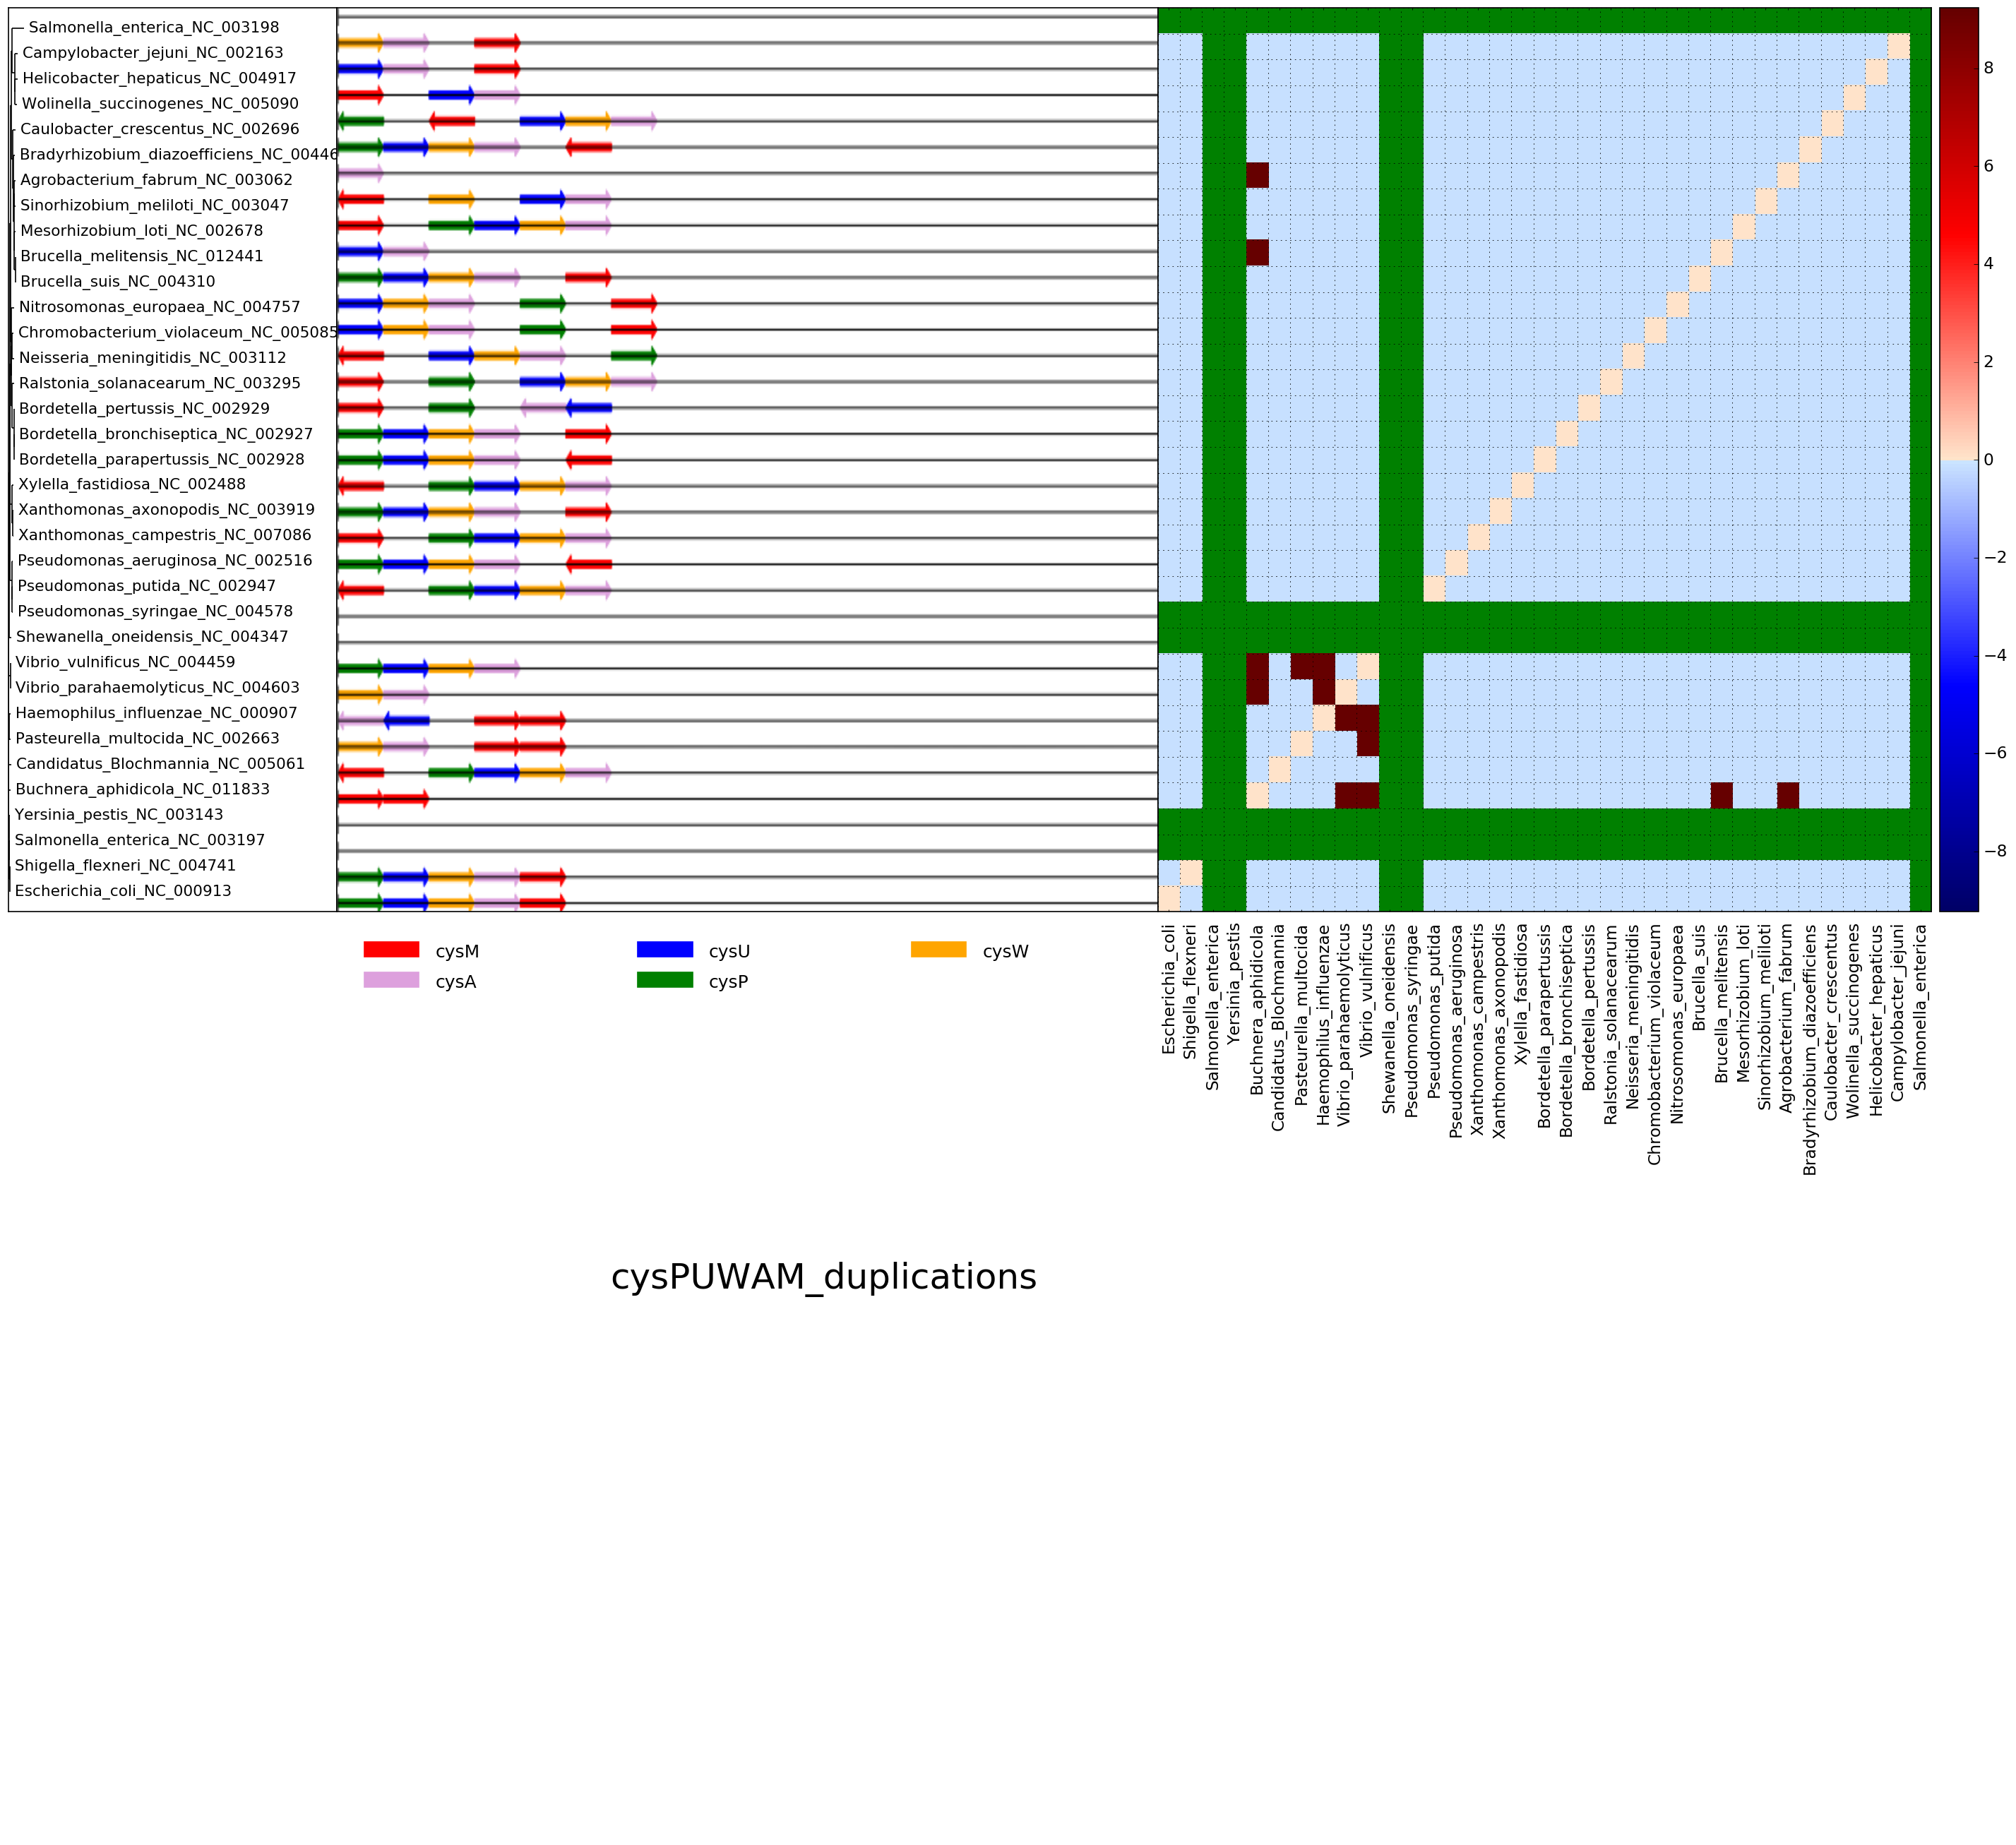 Salmonella_enterica_NC_003198
Campylobacter_jejuni_NC_002163
Helicobacter_hepaticus_NC_004917
Wolinella_succinogenes_NC_005090
Caulobacter_crescentus_NC_002696
Bradyrhizobium_diazoefficiens_NC_00446
Agrobacterium_fabrum_NC_003062
Sinorhizobium_meliloti_NC_003047
Mesorhizobium_loti_NC_002678
Brucella_melitensis_NC_012441
Brucella_suis_NC_004310
Nitrosomonas_europaea_NC_004757
Chromobacterium_violaceum_NC_005085
Neisseria_meningitidis_NC_003112
Ralstonia_solanacearum_NC_003295
Bordetella_pertussis_NC_002929
Bordetella_bronchiseptica_NC_002927
Bordetella_parapertussis_NC_002928
Xylella_fastidiosa_NC_002488
Xanthomonas_axonopodis_NC_003919
Xanthomonas_campestris_NC_007086
Pseudomonas_aeruginosa_NC_002516
Pseudomonas_putida_NC_002947
Pseudomonas_syringae_NC_004578
Shewanella_oneidensis_NC_004347
Vibrio_vulnificus_NC_004459
Vibrio_parahaemolyticus_NC_004603
Haemophilus_influenzae_NC_000907
Pasteurella_multocida_NC_002663
Candidatus_Blochmannia_NC_005061
Buchnera_aphidicola_NC_011833
Yersinia_pestis_NC_003143
Salmonella_enterica_NC_003197
Shigella_flexneri_NC_004741
Escherichia_coli_NC_000913
8
6
4
2
0
−2
−4
−6
−8
cysM
cysU
cysW
cysA
cysP
Escherichia_coli
Shigella_flexneri
Salmonella_enterica
Yersinia_pestis
Buchnera_aphidicola
Candidatus_Blochmannia
Pasteurella_multocida
Haemophilus_influenzae
Vibrio_parahaemolyticus
Vibrio_vulnificus
Shewanella_oneidensis
Pseudomonas_syringae
Pseudomonas_putida
Pseudomonas_aeruginosa
Xanthomonas_campestris
Xanthomonas_axonopodis
Xylella_fastidiosa
Bordetella_parapertussis
Bordetella_bronchiseptica
Bordetella_pertussis
Ralstonia_solanacearum
Neisseria_meningitidis
Chromobacterium_violaceum
Nitrosomonas_europaea
Brucella_suis
Brucella_melitensis
Mesorhizobium_loti
Sinorhizobium_meliloti
Agrobacterium_fabrum
Bradyrhizobium_diazoefficiens
Caulobacter_crescentus
Wolinella_succinogenes
Helicobacter_hepaticus
Campylobacter_jejuni
Salmonella_enterica
cysPUWAM_duplications